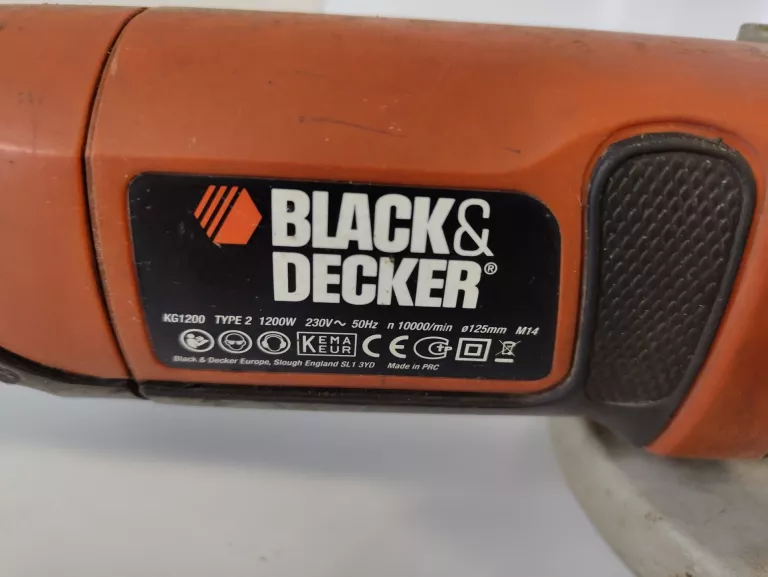 BLACK&
DECKER®
KG1200 TYPE 2 1200W 230V~ 50Hz n 10000/min ø125mm M14
KEMA EUR CE
Black & Decker Europe, Slough England SL1 3YD Made in PRC